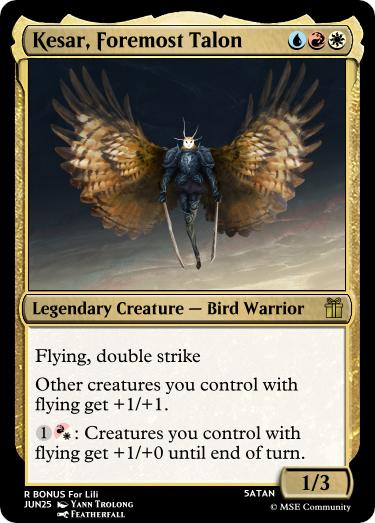 Kesar, Foremost Talon
Legendary Creature — Bird Warrior
Flying, double strike
Other creatures you control with
flying get +1/+1.
1: Creatures you control with
flying get +1/+0 until end of turn.
1/3
R BONUS For Lili
5ATAN
JUN25 Yann Trolong
© MSE Community
Featherfall